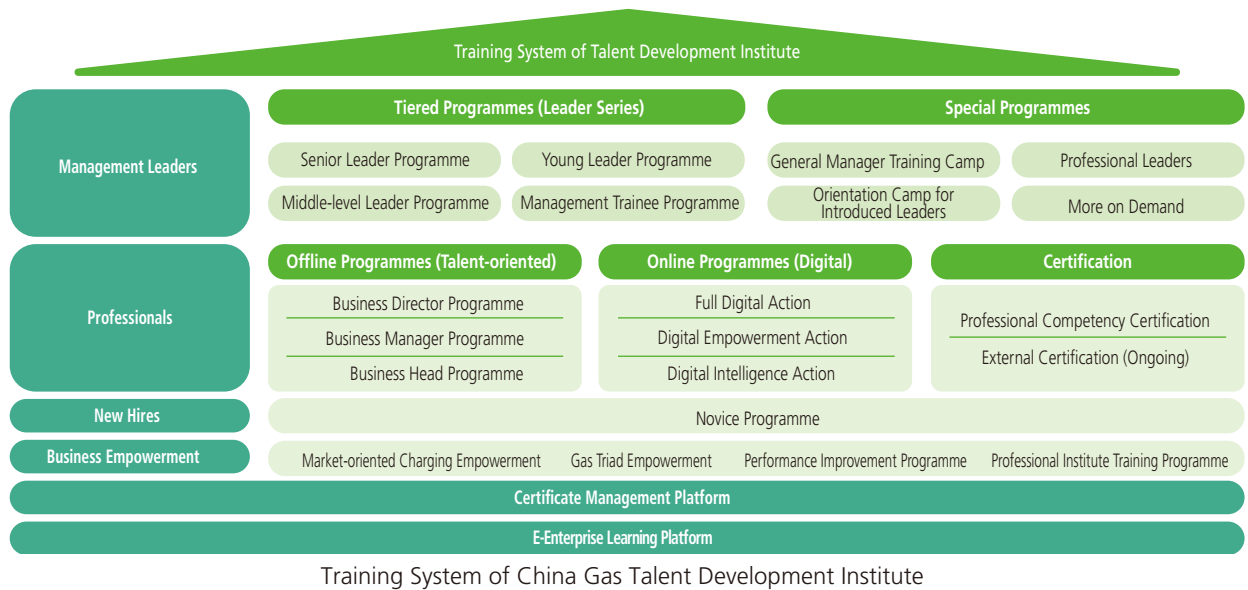 Training System of Talent Development Institute
Management Leaders
Tiered Programmes (Leader Series)
Special Programmes
Senior Leader Programme
Young Leader Programme
General Manager Training Camp
Professional Leaders
Middle-level Leader Programme
Management Trainee Programme
Orientation Camp for
Introduced Leaders
More on Demand
Professionals
Offline Programmes (Talent-oriented)
Online Programmes (Digital)
Certification
Business Director Programme
Business Manager Programme
Business Head Programme
Full Digital Action
Digital Empowerment Action
Digital Intelligence Action
Professional Competency Certification
External Certification (Ongoing)
New Hires
Novice Programme
Business Empowerment
Market-oriented Charging Empowerment
Gas Triad Empowerment
Performance Improvement Programme
Professional Institute Training Programme
Certificate Management Platform
E-Enterprise Learning Platform
Training System of China Gas Talent Development Institute